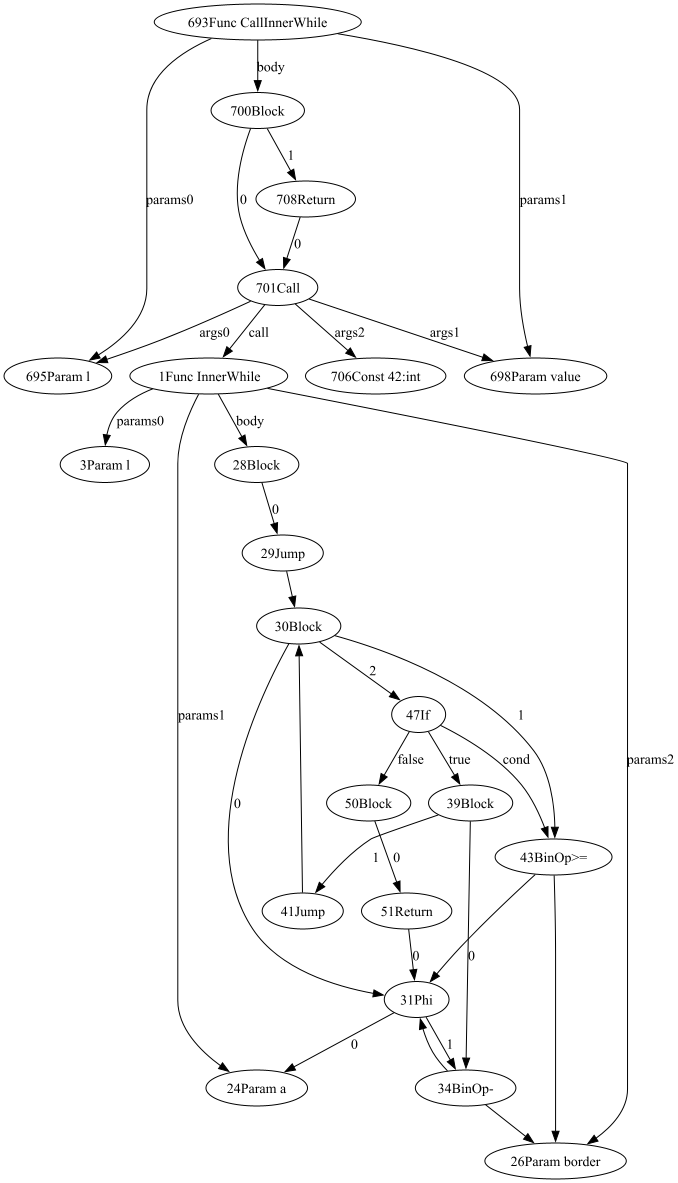 693Func CallInnerWhile
body
700Block
1
params0
0
708Return
params1
0
701Call
args0
call
args2
args1
695Param l
1Func InnerWhile
706Const 42:int
698Param value
params0
body
3Param l
28Block
0
29Jump
30Block
2
47If
params1
1
false
true
cond
params2
0
50Block
39Block
1
0
43BinOp>=
41Jump
51Return
0
0
31Phi
0
1
24Param a
34BinOp-
26Param border